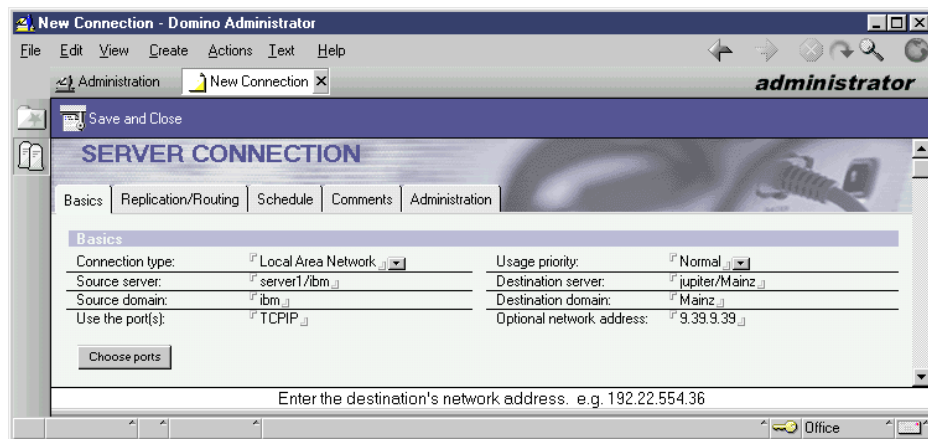 New Connection - Domino Administrator
File Edit View Create Actions Text Help
Administration New Connection administrator
Save and Close
SERVER CONNECTION
Basics Replication/Routing Schedule Comments Administration
Basics
Connection type: Local Area Network Usage priority: Normal
Source server: server1/ibm Destination server: jupiter/Mainz
Source domain: ibm Destination domain: Mainz
Use the port(s): TCPIP Optional network address: 9.39.9.39
Choose ports
Enter the destination's network address. e.g. 192.22.554.36
Office